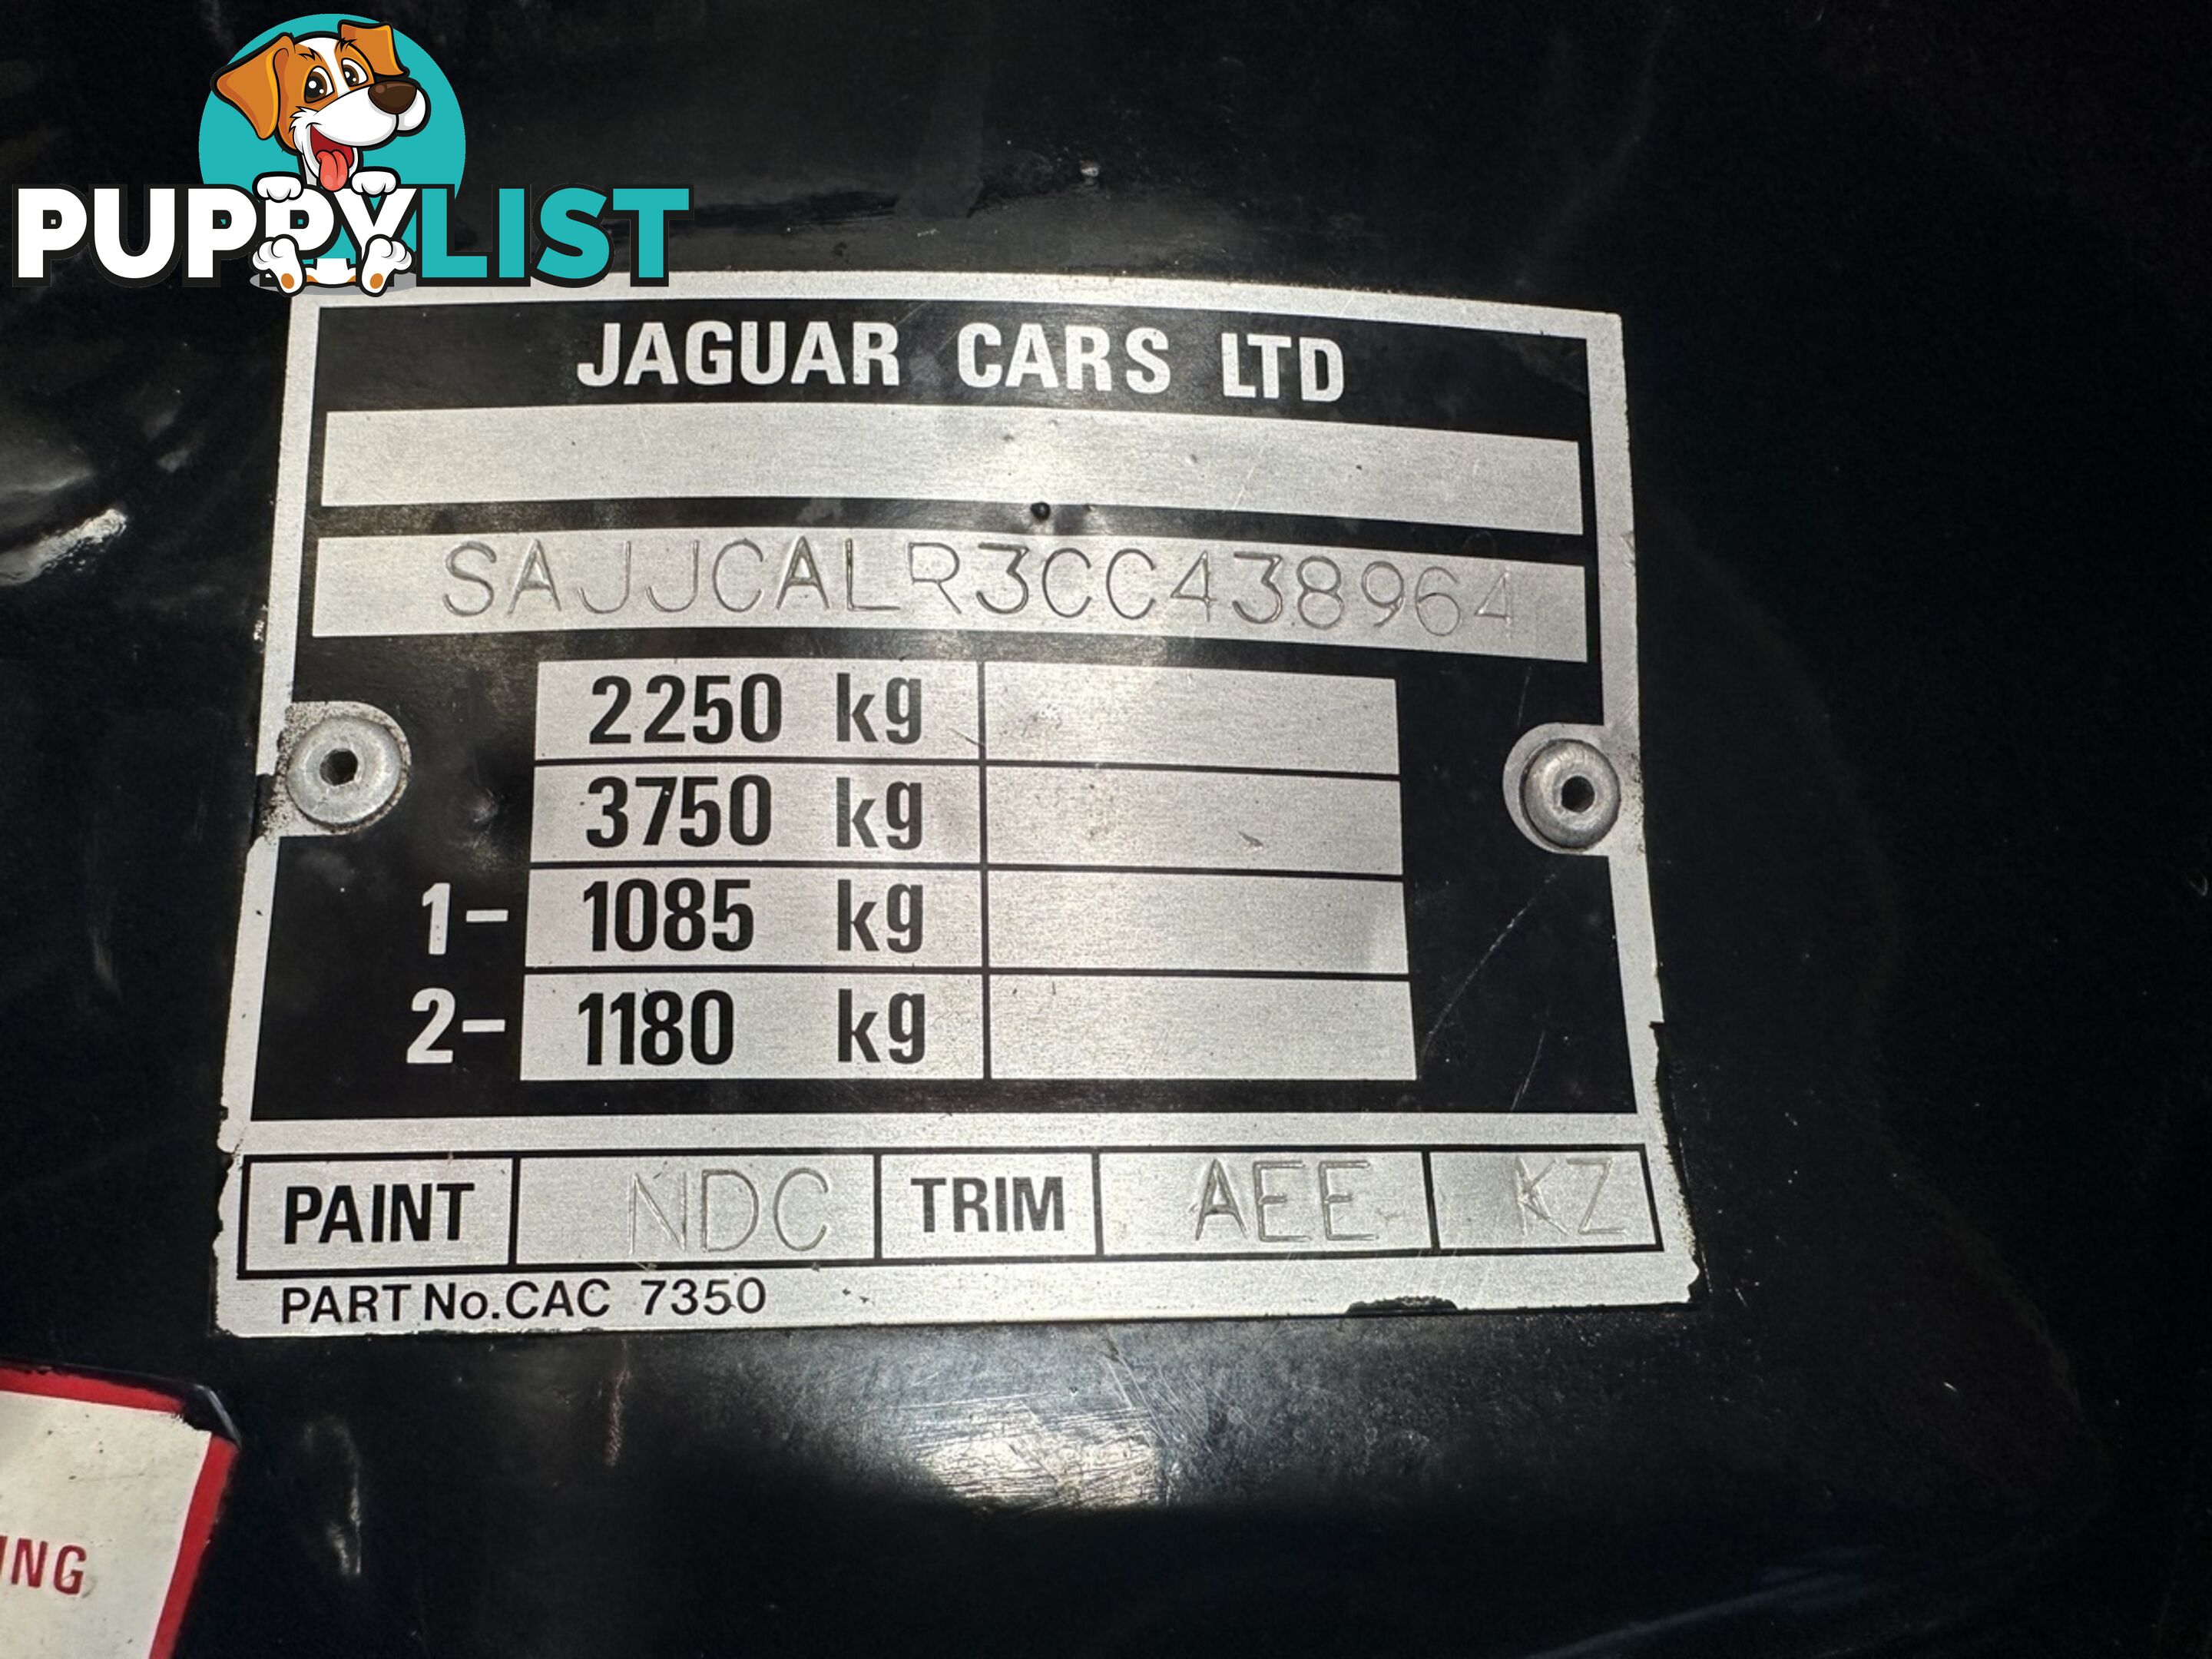 PUPPYLIST
JAGUAR CARS LTD
SAJJCALR3CC438964
2250 kg
3750 kg
1- 1085 kg
2- 1180 kg
PAINT NDC TRIM AEE KZ
PART No. CAC 7350
ING